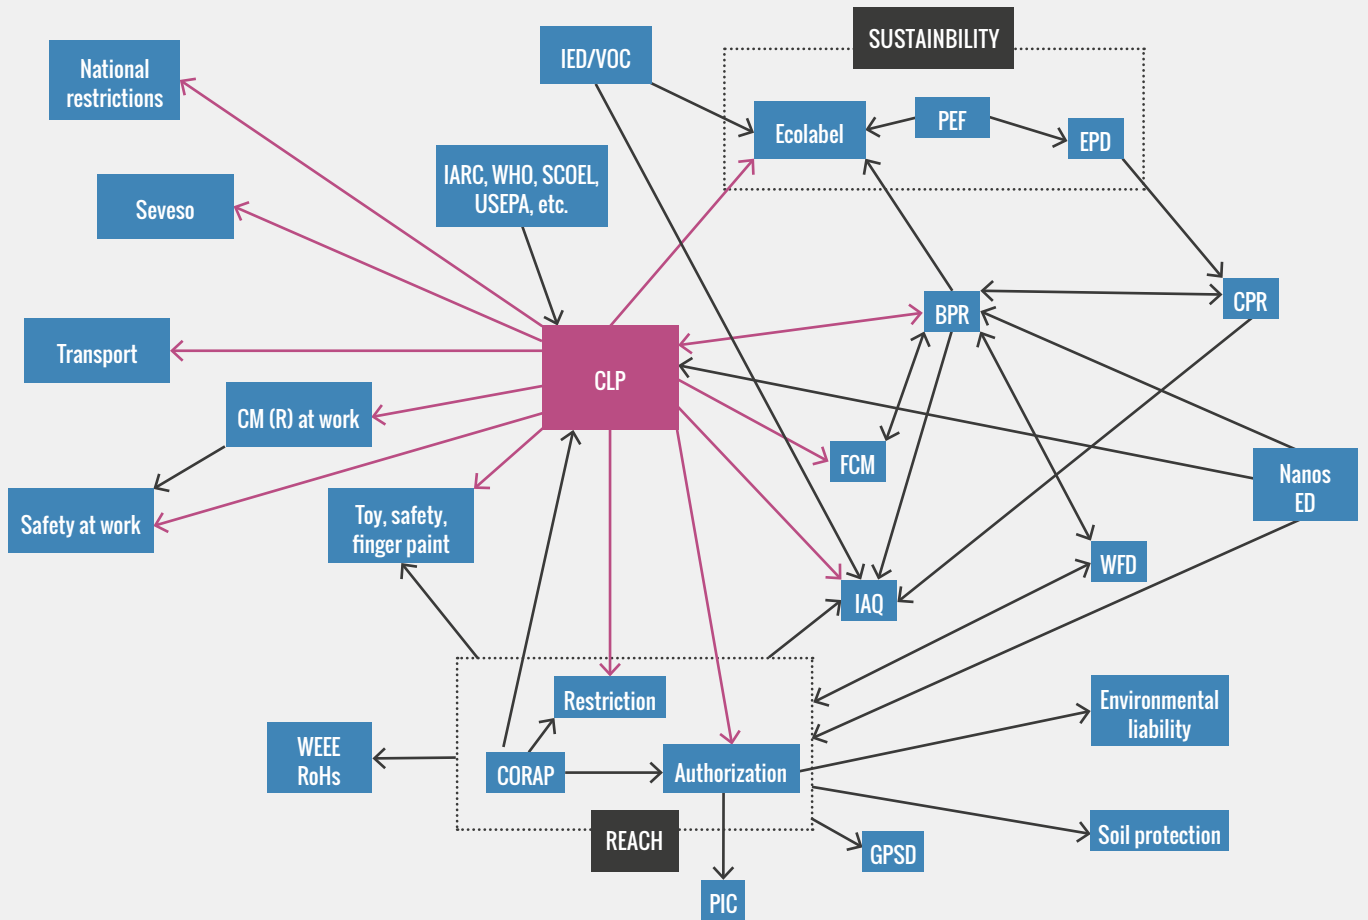 SUSTAINBILITY
National
restrictions
IED/VOC
Ecolabel
PEF
EPD
IARC, WHO, SCOEL,
USEPA, etc.
Seveso
CPR
BPR
Transport
CLP
CM (R) at work
FCM
Nanos
ED
Safety at work
Toy, safety,
finger paint
WFD
IAQ
Restriction
Environmental
liability
WEEE
RoHs
CORAP
Authorization
REACH
Soil protection
GPSD
PIC